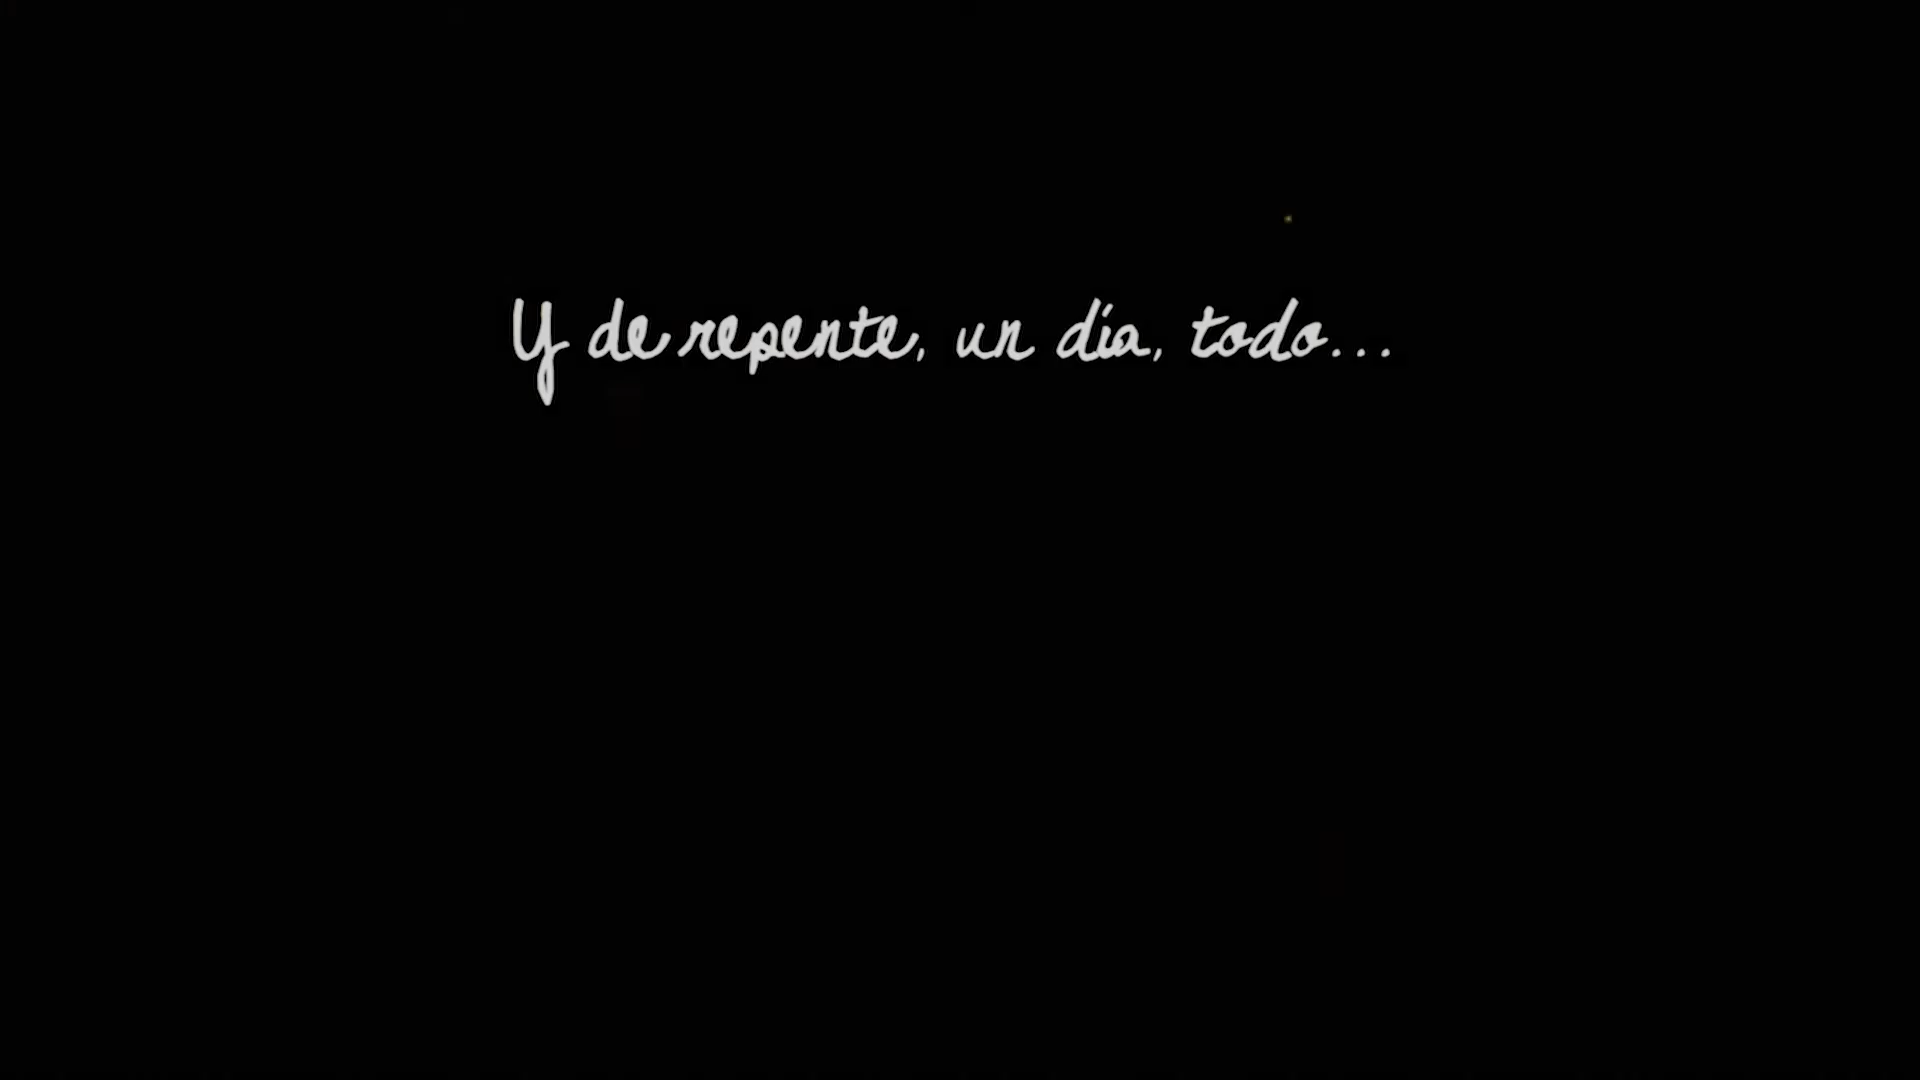 Y de repente, un día, todo...